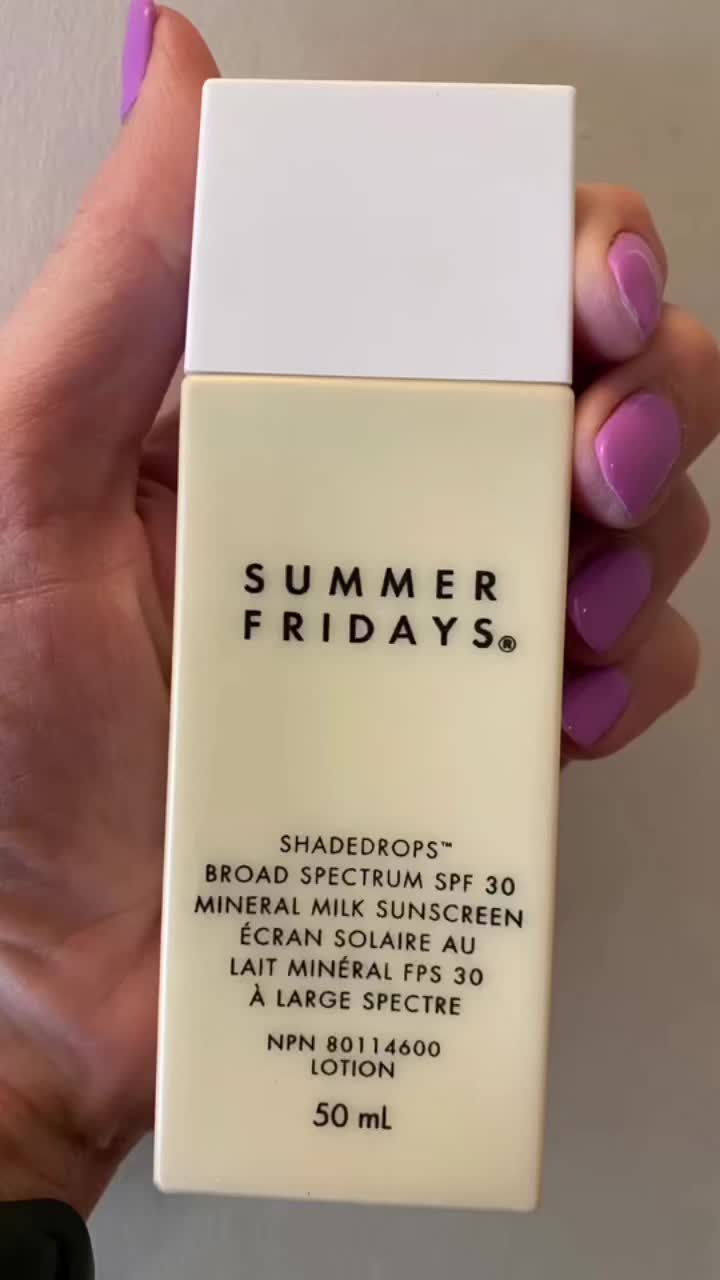 SUMMER
FRIDAYS®
SHADEDROPS™
BROAD SPECTRUM SPF 30
MINERAL MILK SUNSCREEN
ÉCRAN SOLAIRE AU
LAIT MINÉRAL FPS 30
À LARGE SPECTRE
NPN 80114600
LOTION
50 mL